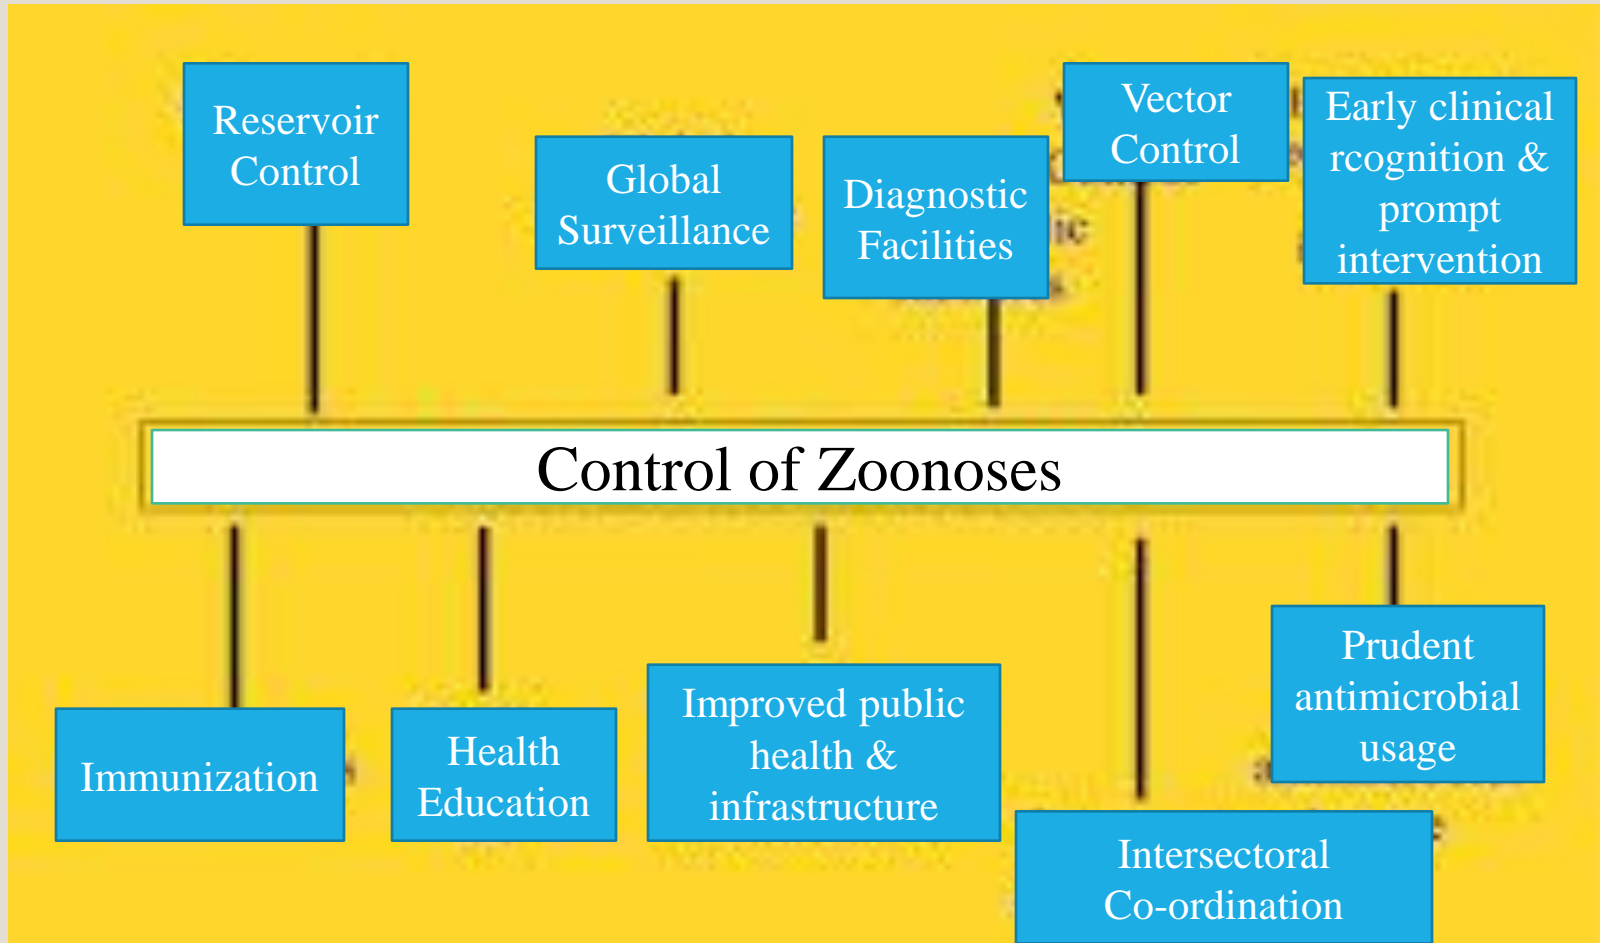 Reservoir
Control
Global
Surveillance
Diagnostic
Facilities
Vector
Control
Early clinical
rcognition &
prompt
intervention
Control of Zoonoses
Immunization
Health
Education
Improved public
health &
infrastructure
Intersectoral
Co-ordination
Prudent
antimicrobial
usage